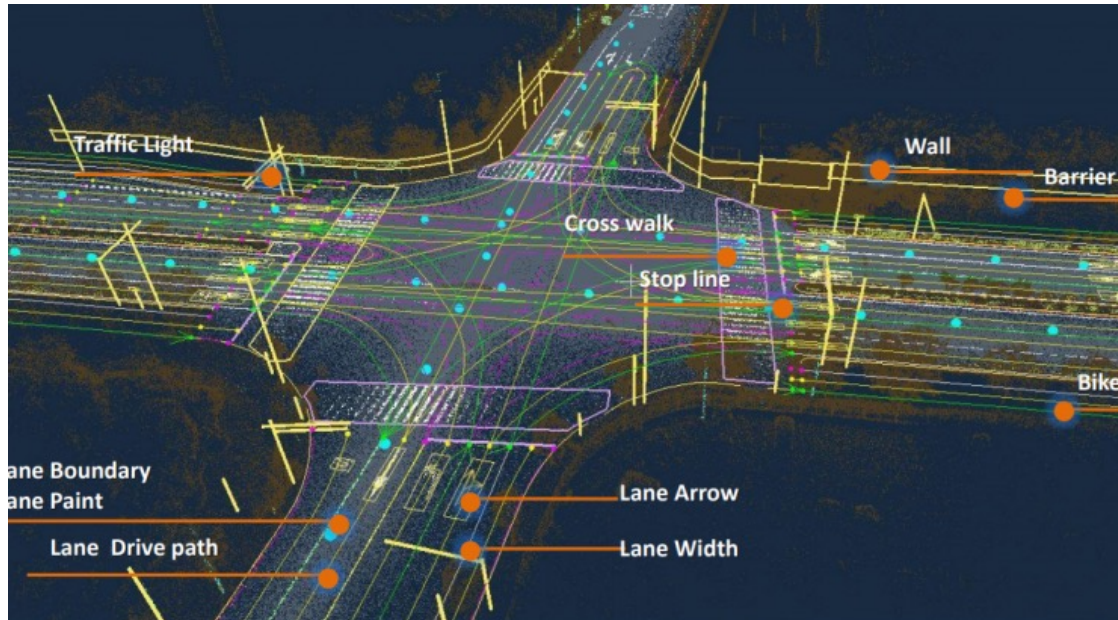 Traffic Light
Wall
Barrier
Cross walk
Stop line
Bike
ane Boundary
ane Paint
Lane Arrow
Lane Drive path
Lane Width